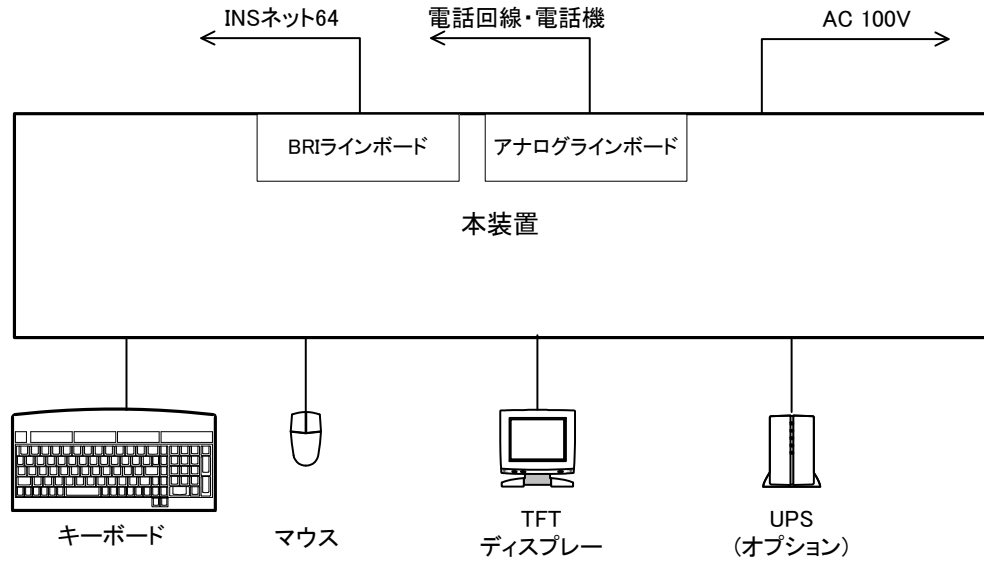 INSネット64
電話回線・電話機
AC 100V
BRIラインボード
アナログラインボード
本装置
キーボード
マウス
TFT
ディスプレー
UPS
(オプション)